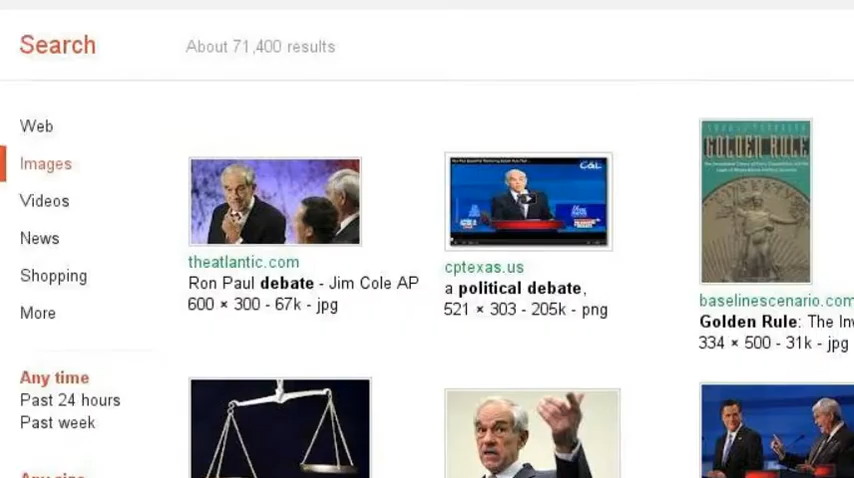 Search
About 71,400 results
Web
Images
Videos
News
Shopping
More
Any time
Past 24 hours
Past week
theatlantic.com
Ron Paul debate - Jim Cole AP
600 × 300 - 67k - jpg
C&L
cptexas.us
a political debate,
521 × 303 - 205k - png
GOLDEN RULE
baselinescenario.com
Golden Rule: The Inv
334 × 500 - 31k - jpg